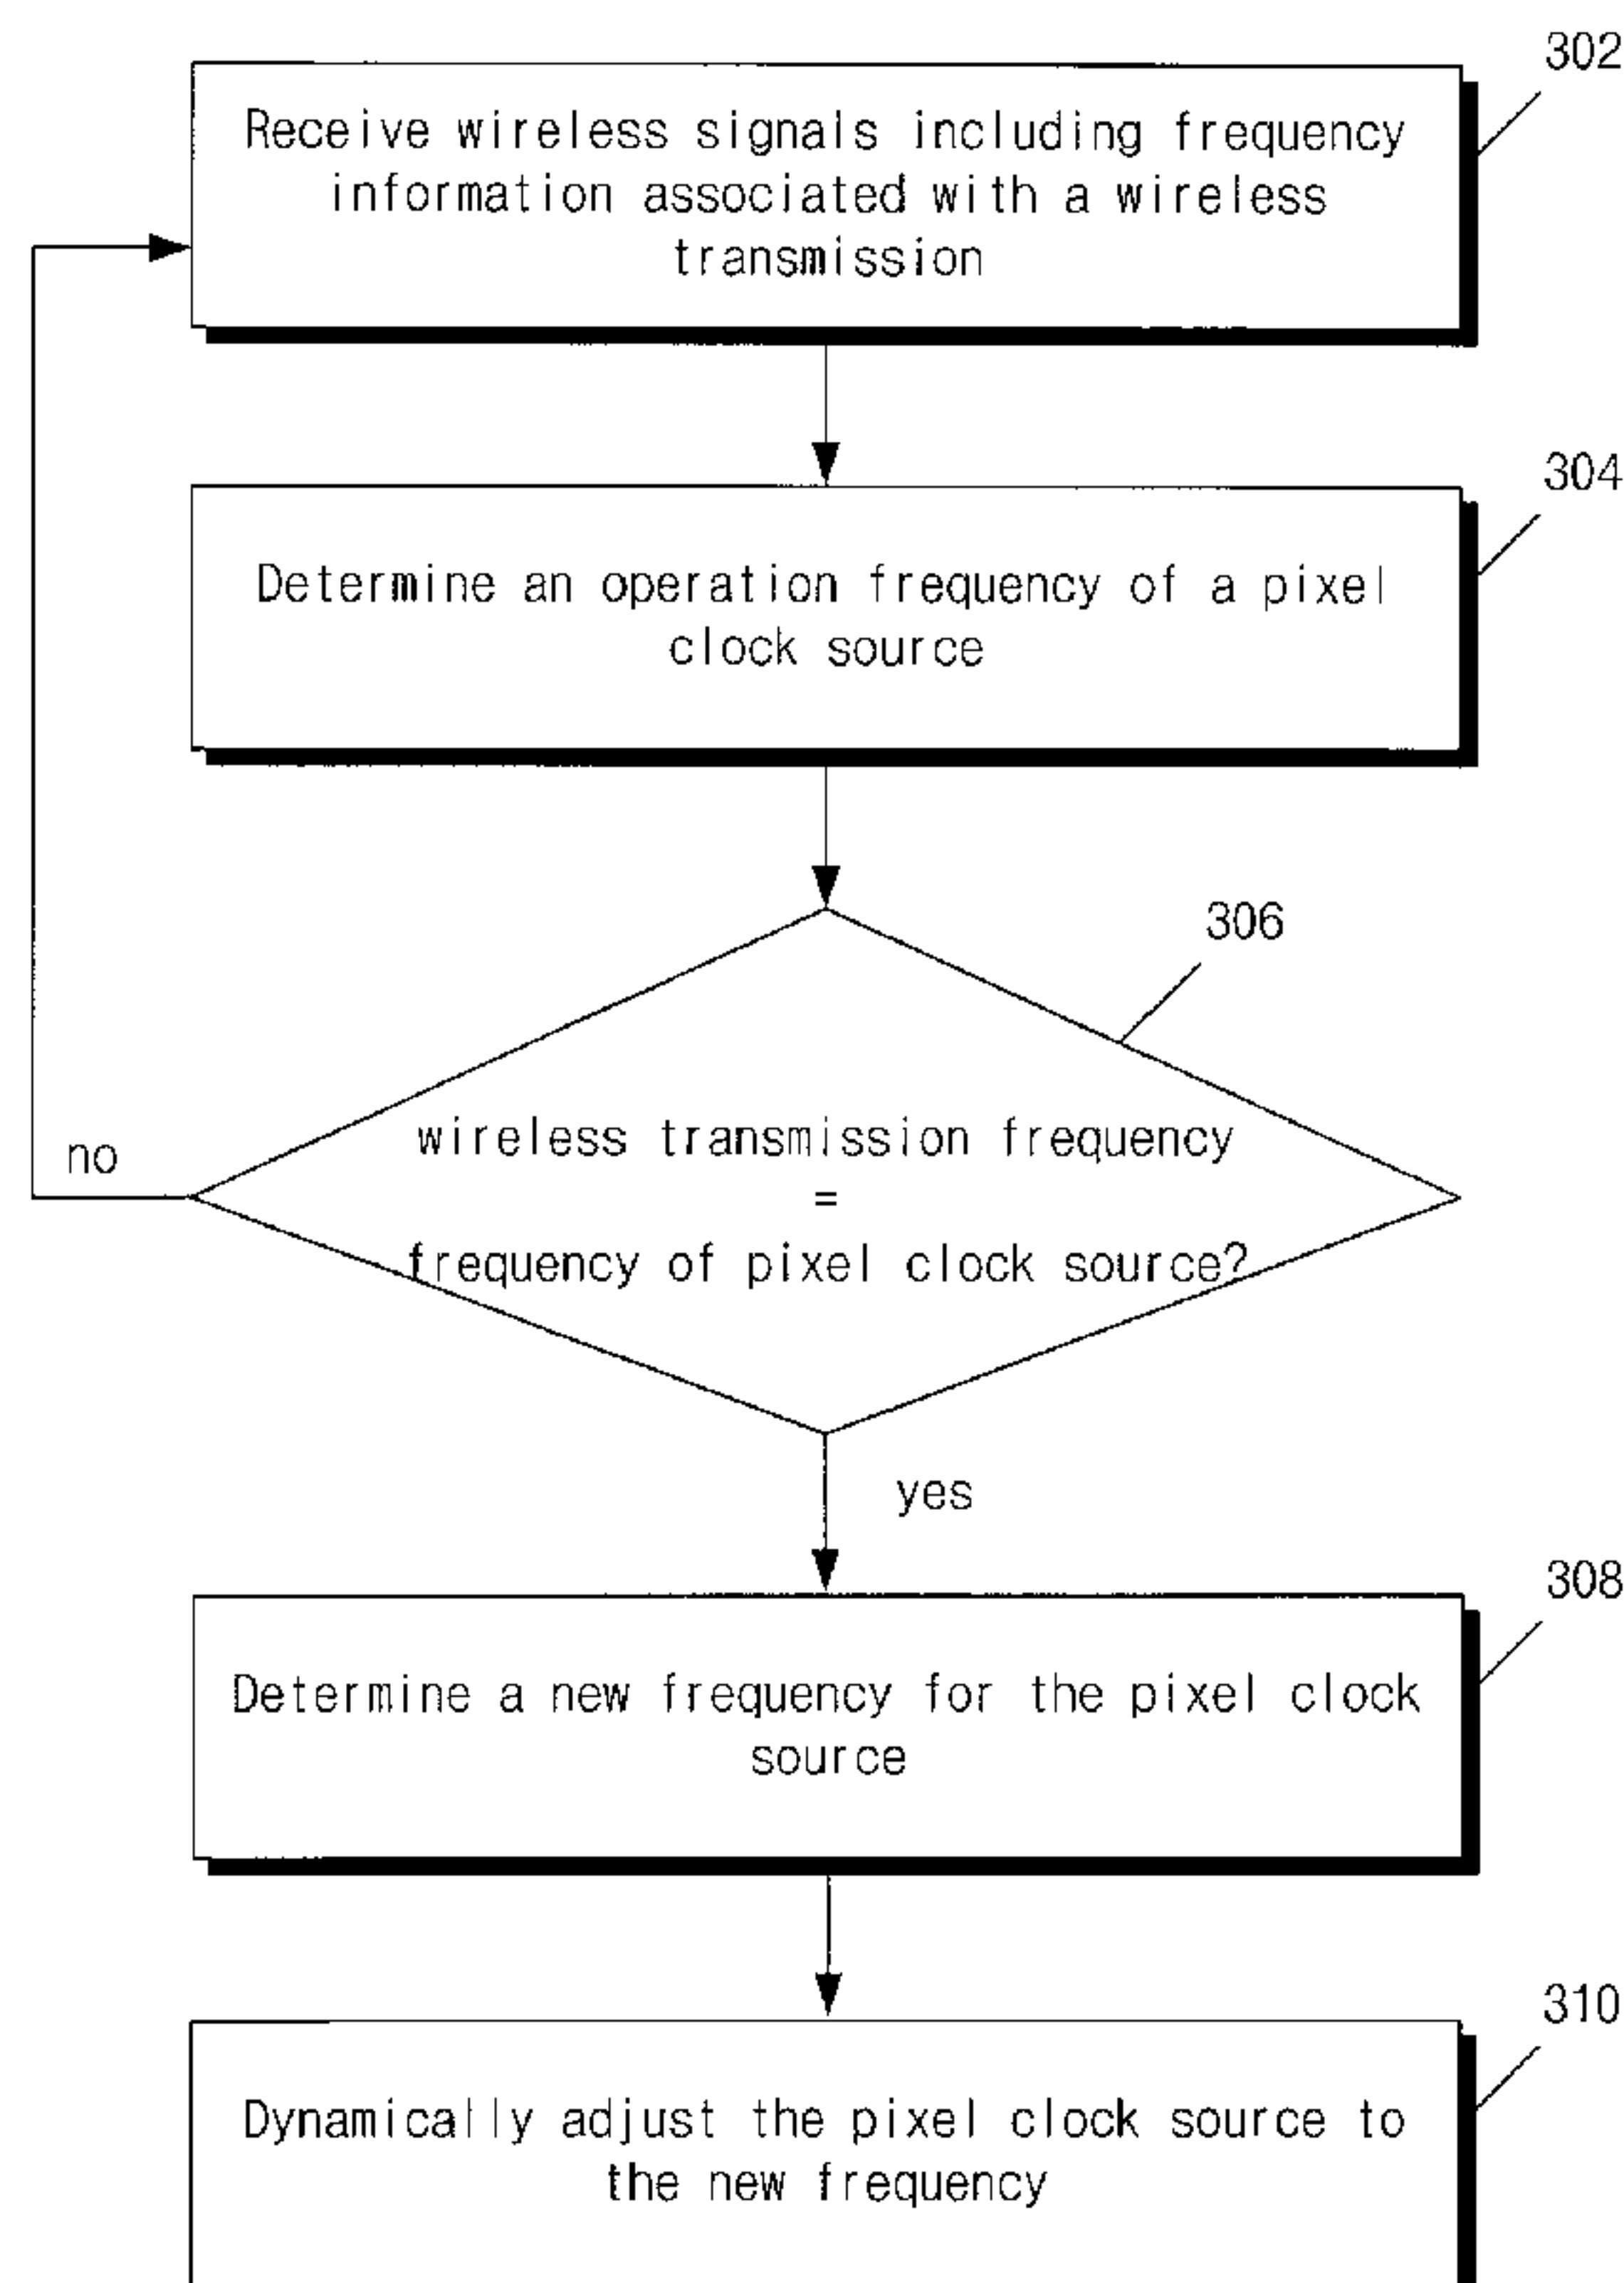 302
Receive wireless signals including frequency
information associated with a wireless
transmission
304
Determine an operation frequency of a pixel
clock source
306
wireless transmission frequency
=
frequency of pixel clock source?
no
yes
308
Determine a new frequency for the pixel clock
source
310
Dynamically adjust the pixel clock source to
the new frequency